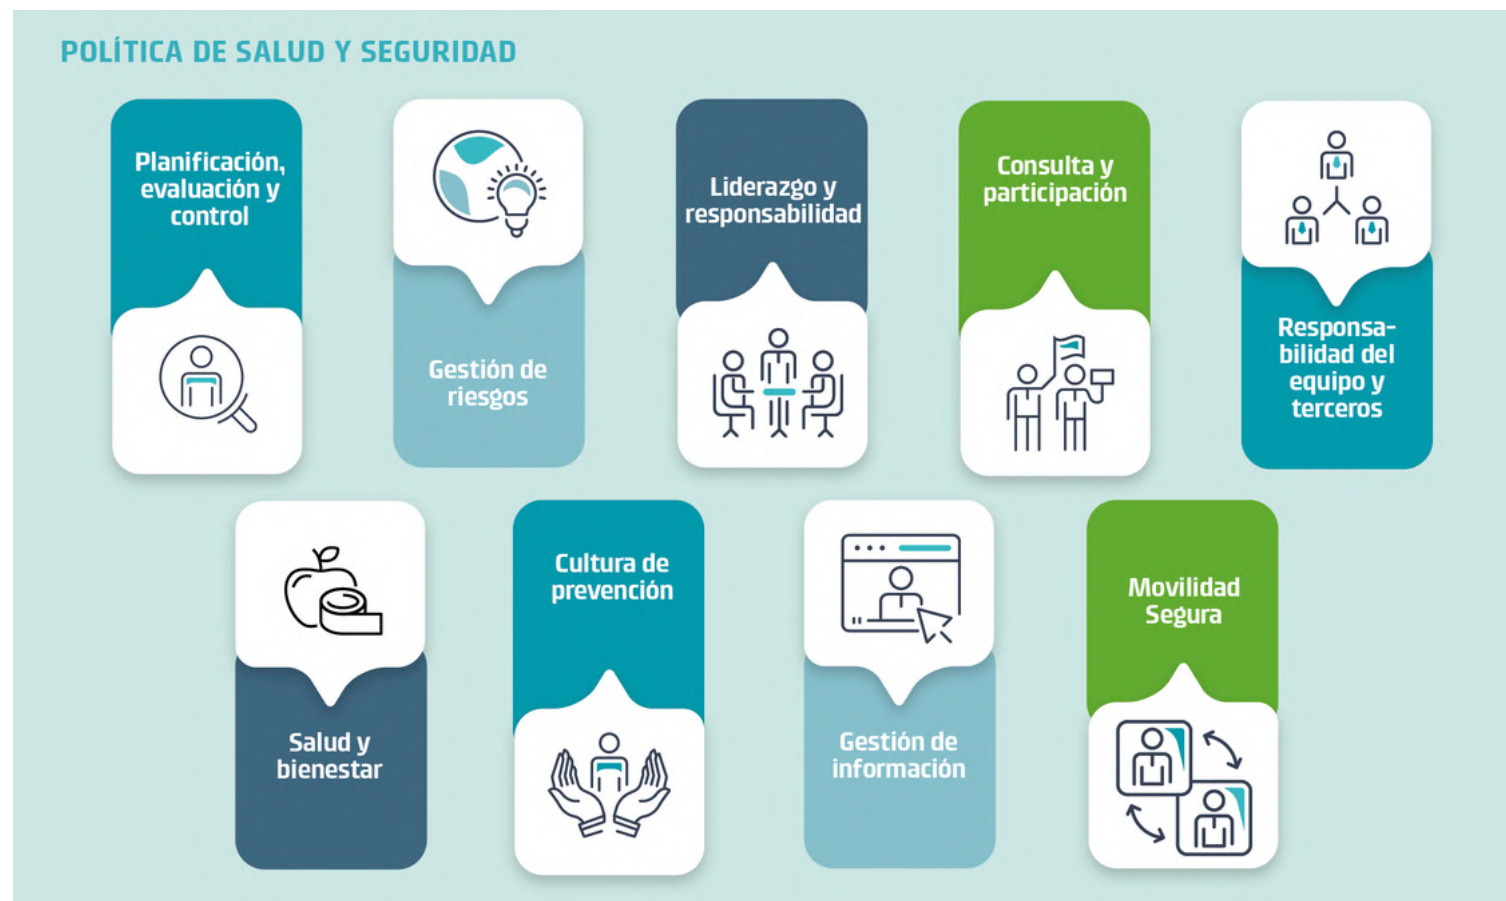 POLÍTICA DE SALUD Y SEGURIDAD
Planificación,
evaluación y
control
Gestión de
riesgos
Liderazgo y
responsabilidad
Consulta y
participación
Responsa-
bilidad del
equipo y
terceros
Salud y
bienestar
Cultura de
prevención
Gestión de
información
Movilidad
Segura